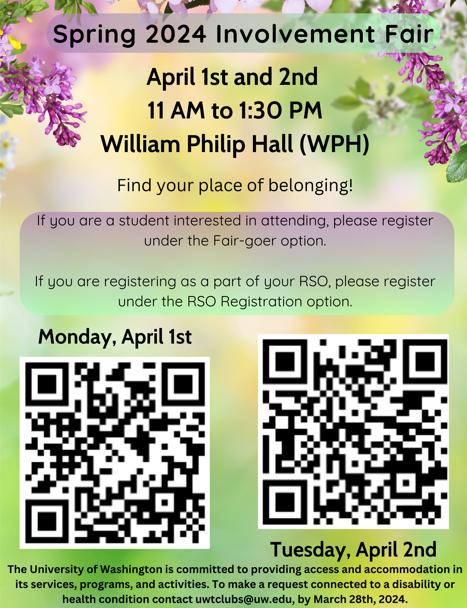 Spring 2024 Involvement Fair
April 1st and 2nd
11 AM to 1:30 PM
William Philip Hall (WPH)
Find your place of belonging!
If you are a student interested in attending, please register
under the Fair-goer option.
If you are registering as a part of your RSO, please register
under the RSO Registration option.
Monday, April 1st
Tuesday, April 2nd
The University of Washington is committed to providing access and accommodation in
its services, programs, and activities. To make a request connected to a disability or
health condition contact uwtclubs@uw.edu, by March 28th, 2024.